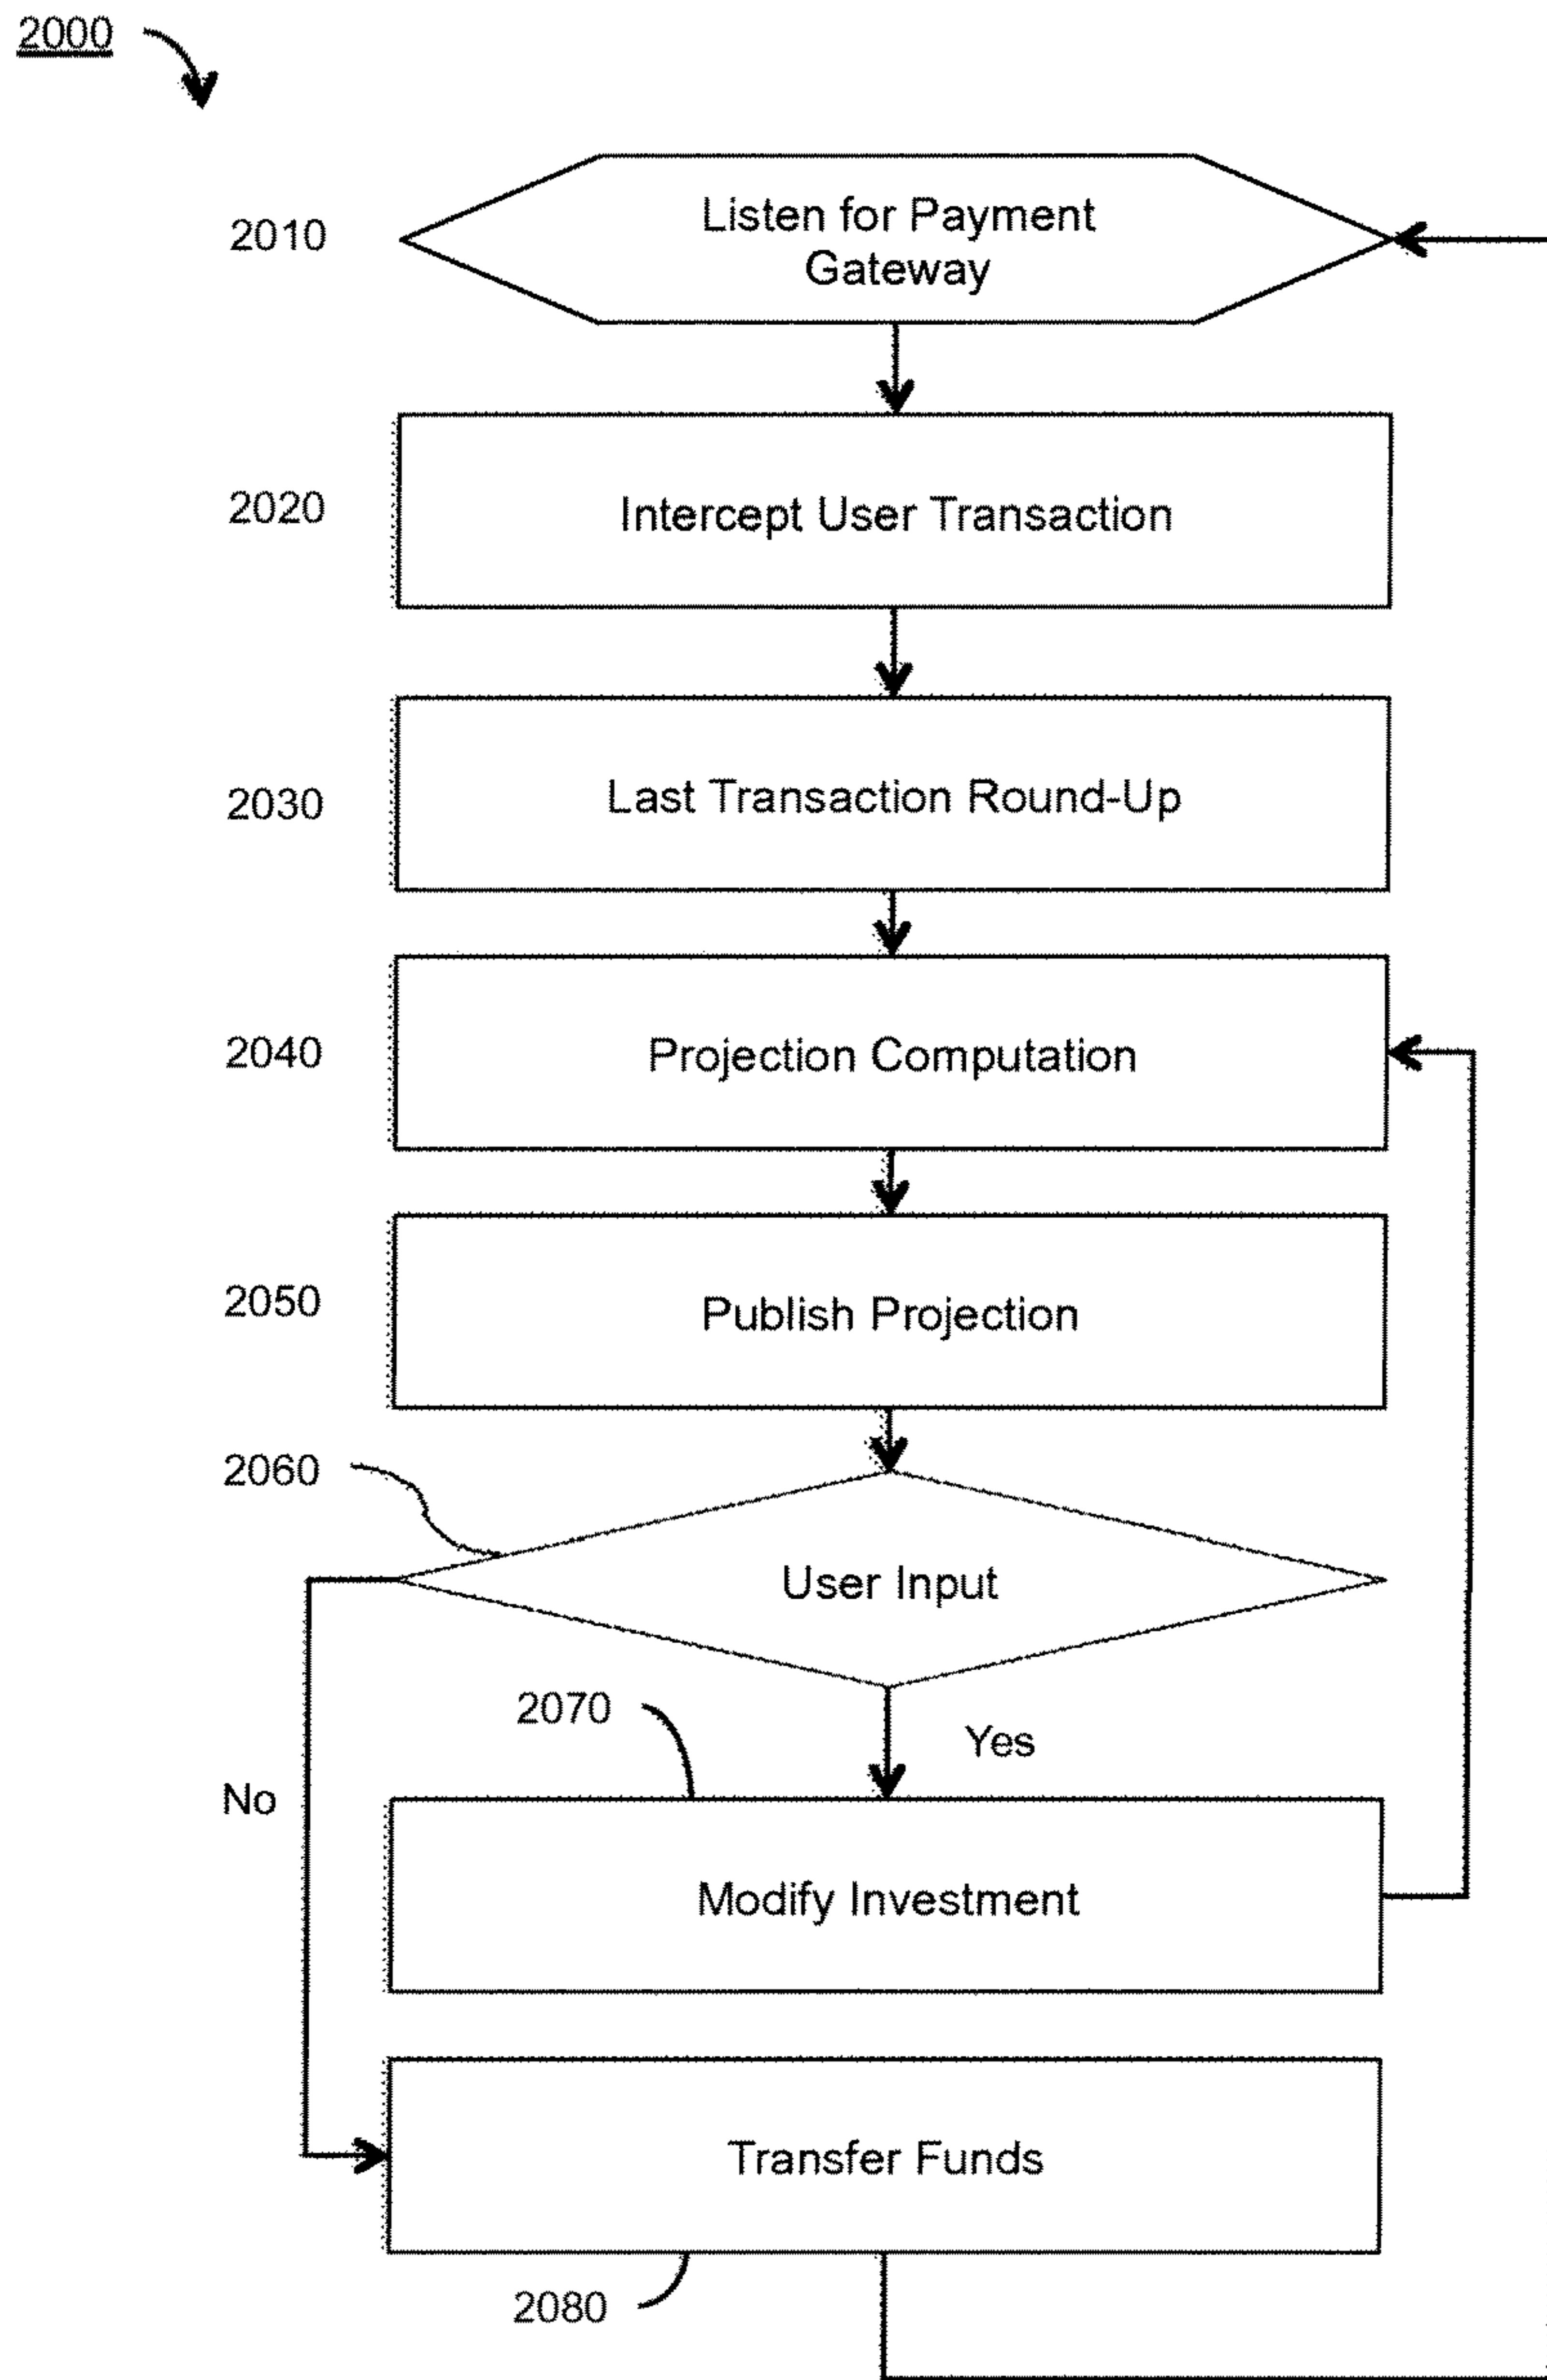 2000
2010
Listen for Payment
Gateway
2020
Intercept User Transaction
2030
Last Transaction Round-Up
2040
Projection Computation
2050
Publish Projection
2060
User Input
2070
Yes
No
Modify Investment
Transfer Funds
2080